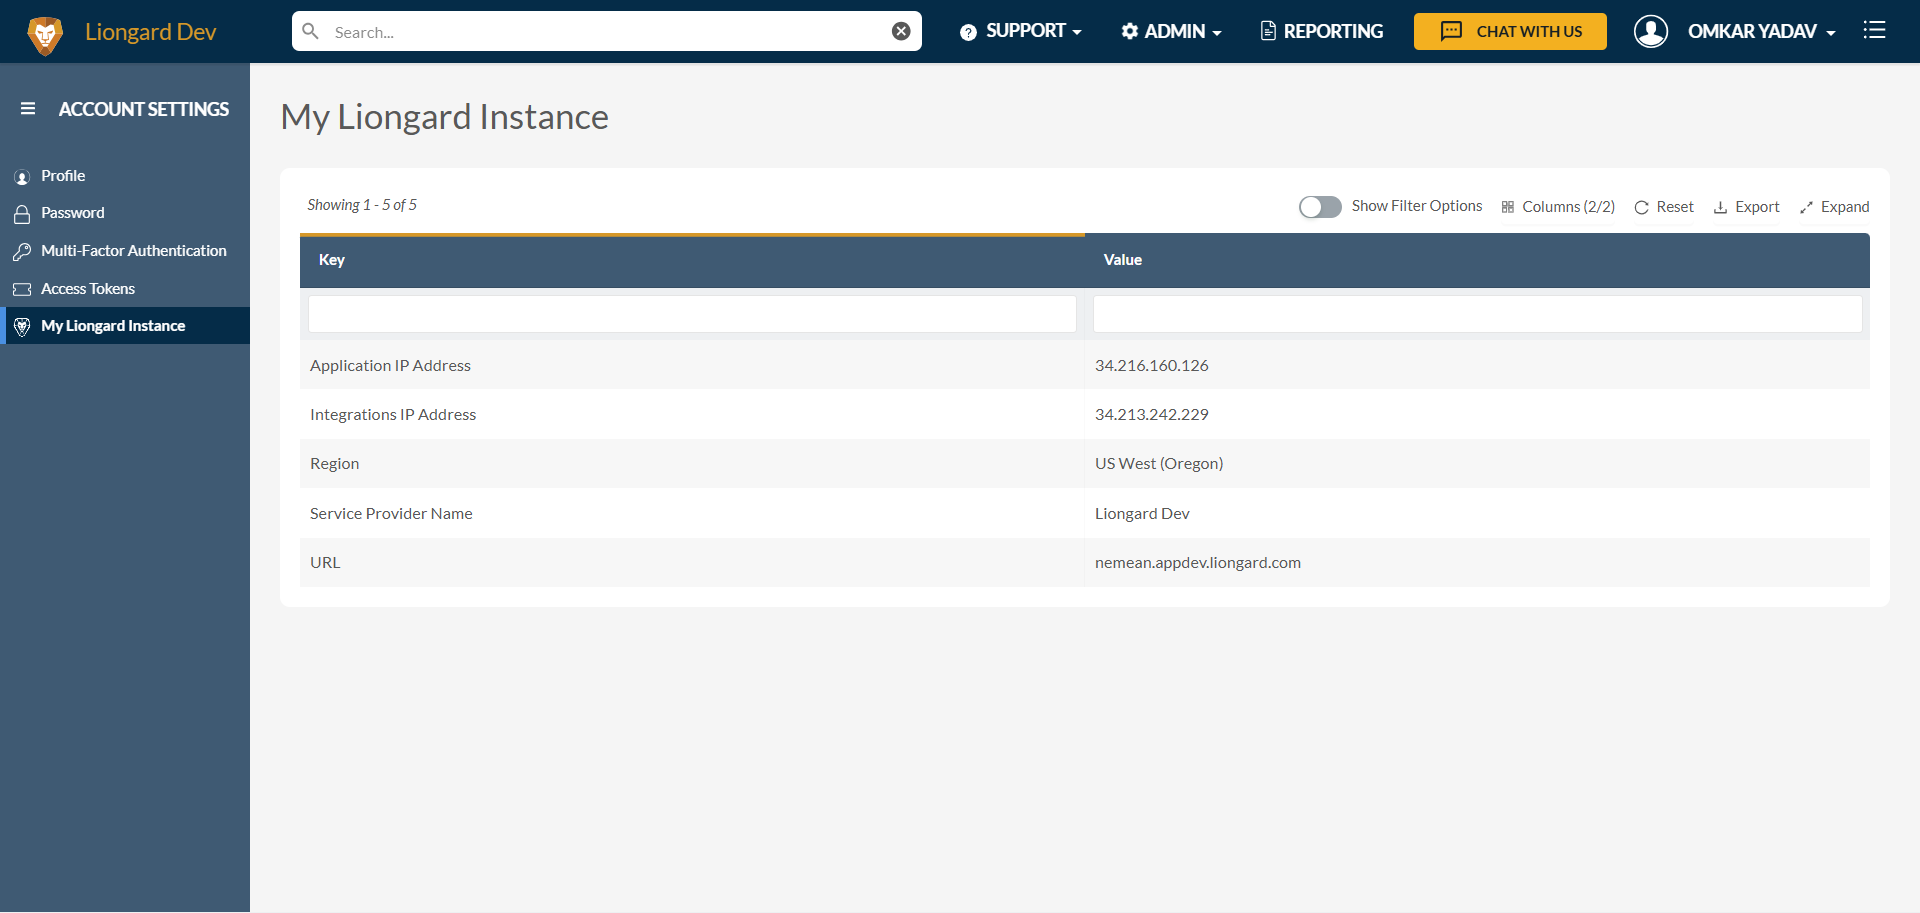 Liongard Dev
Search...
SUPPORT
ADMIN
REPORTING
CHAT WITH US
OMKAR YADAV
ACCOUNT SETTINGS
Profile
Password
Multi-Factor Authentication
Access Tokens
My Liongard Instance
My Liongard Instance
Showing 1 - 5 of 5
Show Filter Options
Columns (2/2)
Reset
Export
Expand
Key Value
Application IP Address 34.216.160.126
Integrations IP Address 34.213.242.229
Region US West (Oregon)
Service Provider Name Liongard Dev
URL nemean.appdev.liongard.com